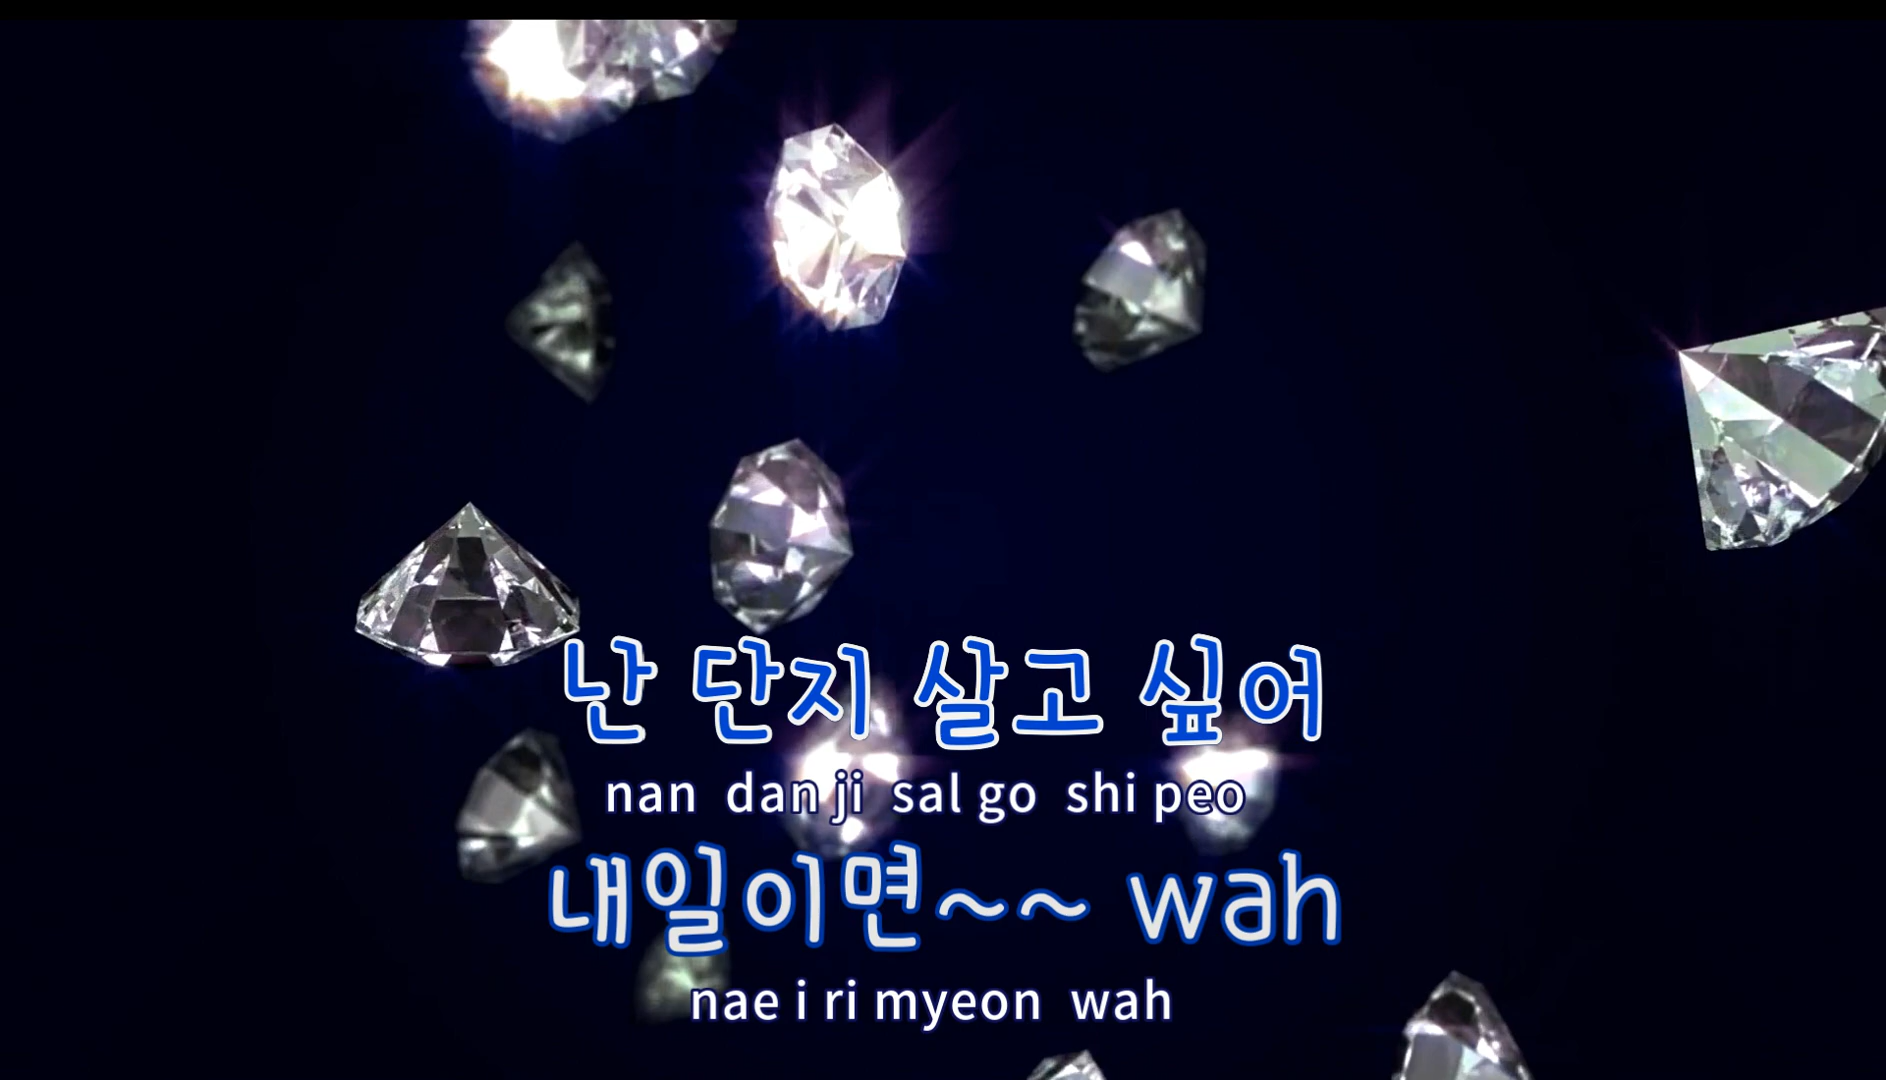 난 단지 살고 싶어
nan dan ji sal go shi peo
내일이면~~ wah
nae i ri myeon wah